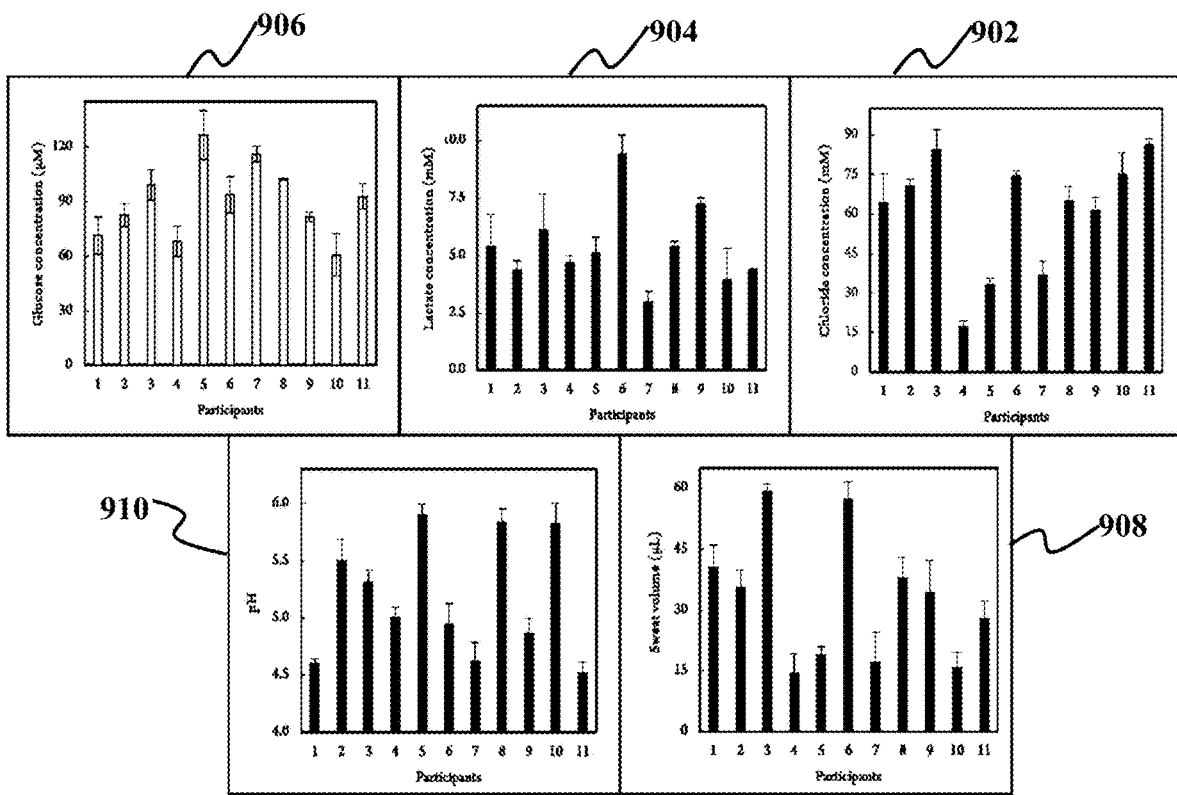 906
904
902
Glucose concentration (µM)
120
90
60
30
0
1 2 3 4 5 6 7 8 9 10 11
Participants
Lactate concentration (mM)
10.0
7.5
5.0
2.5
0.0
1 2 3 4 5 6 7 8 9 10 11
Participants
Chloride concentration (mM)
90
75
60
45
30
15
0
1 2 3 4 5 6 7 8 9 10 11
Participants
910
pH
6.0
5.5
5.0
4.5
4.0
1 2 3 4 5 6 7 8 9 10 11
Participants
Sweat volume (µL)
60
45
30
15
0
1 2 3 4 5 6 7 8 9 10 11
Participants
908